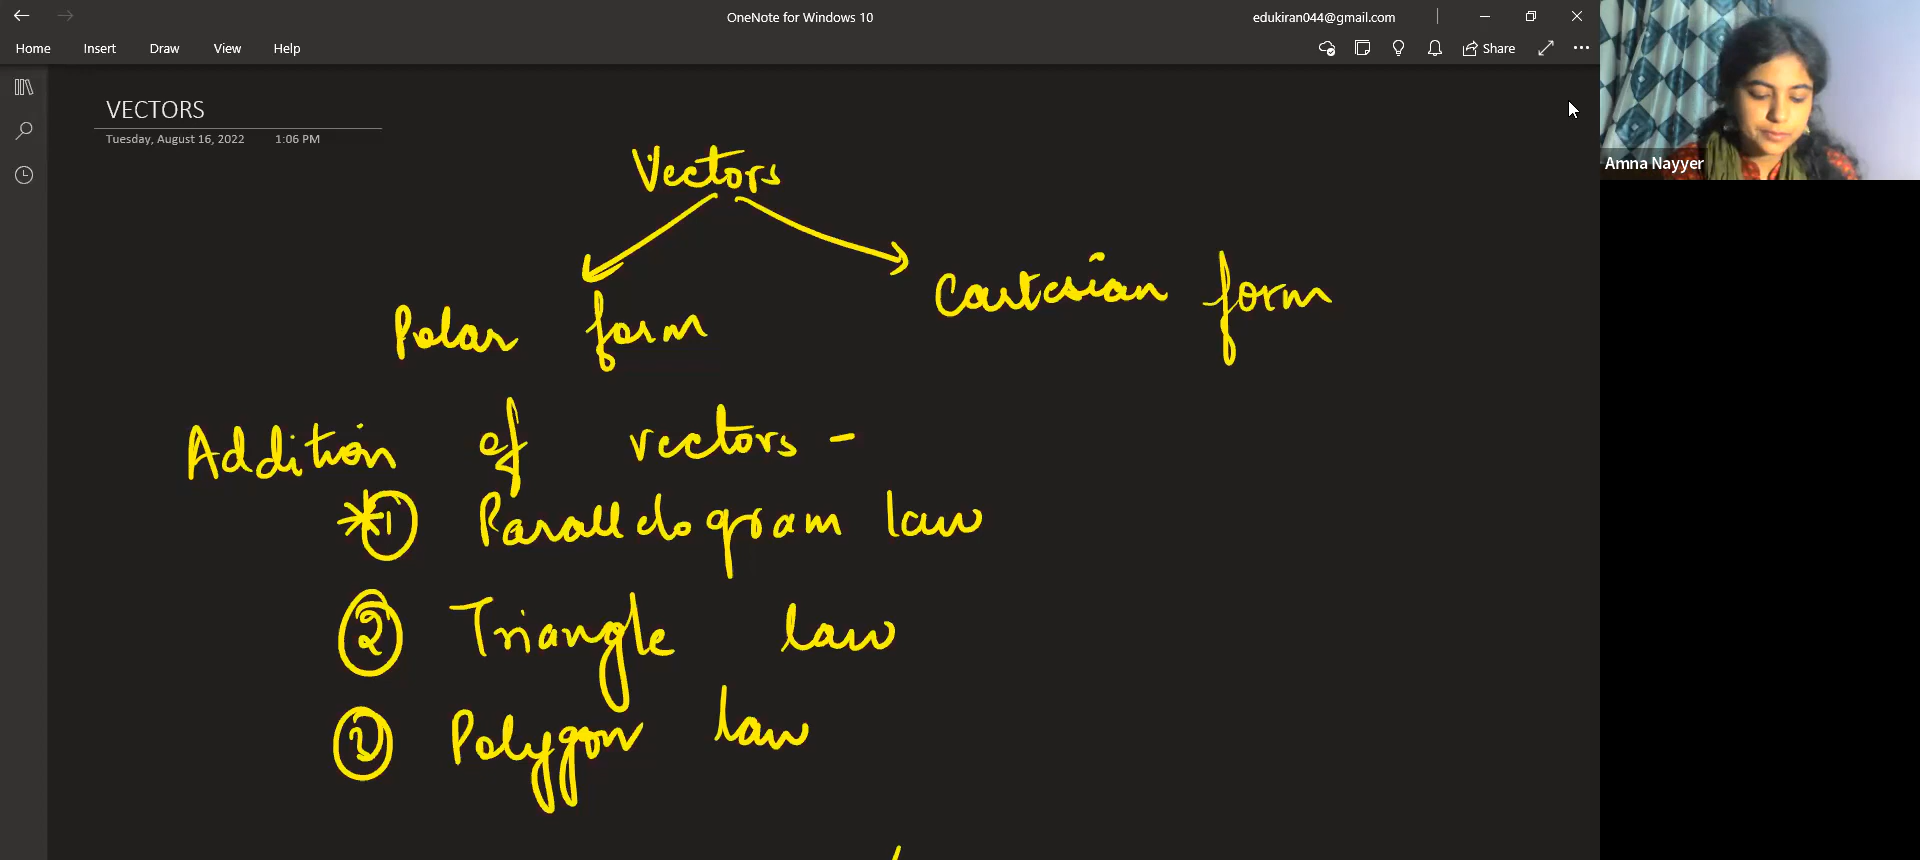 OneNote for Windows 10
edukiran044@gmail.com
Home Insert Draw View Help
Share
Amna Nayyer
VECTORS
Tuesday, August 16, 2022 1:06 PM
Vectors
Polar form
Cartesian form
Addition of vectors -
*① Parallelogram law
② Triangle law
Polygon law